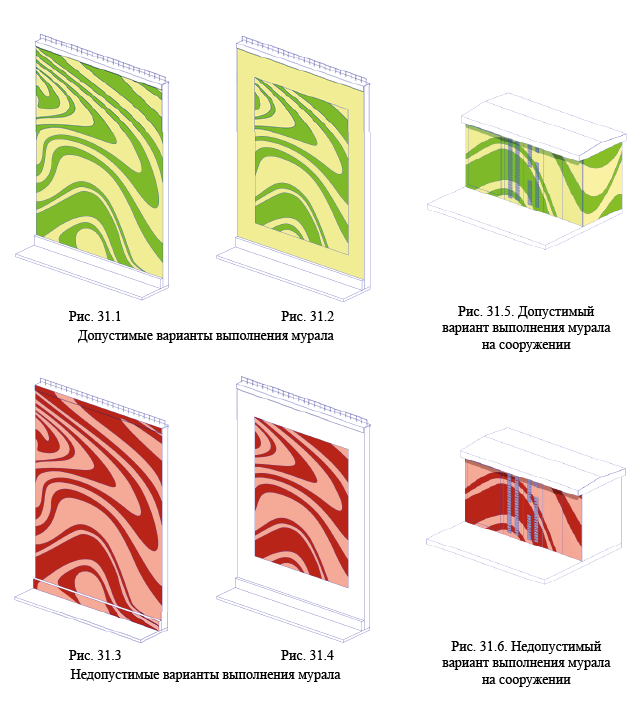 Рис. 31.1
Рис. 31.2
Допустимые варианты выполнения мурала
Рис. 31.5. Допустимый
вариант выполнения мурала
на сооружении
Рис. 31.3
Рис. 31.4
Недопустимые варианты выполнения мурала
Рис. 31.6. Недопустимый
вариант выполнения мурала
на сооружении